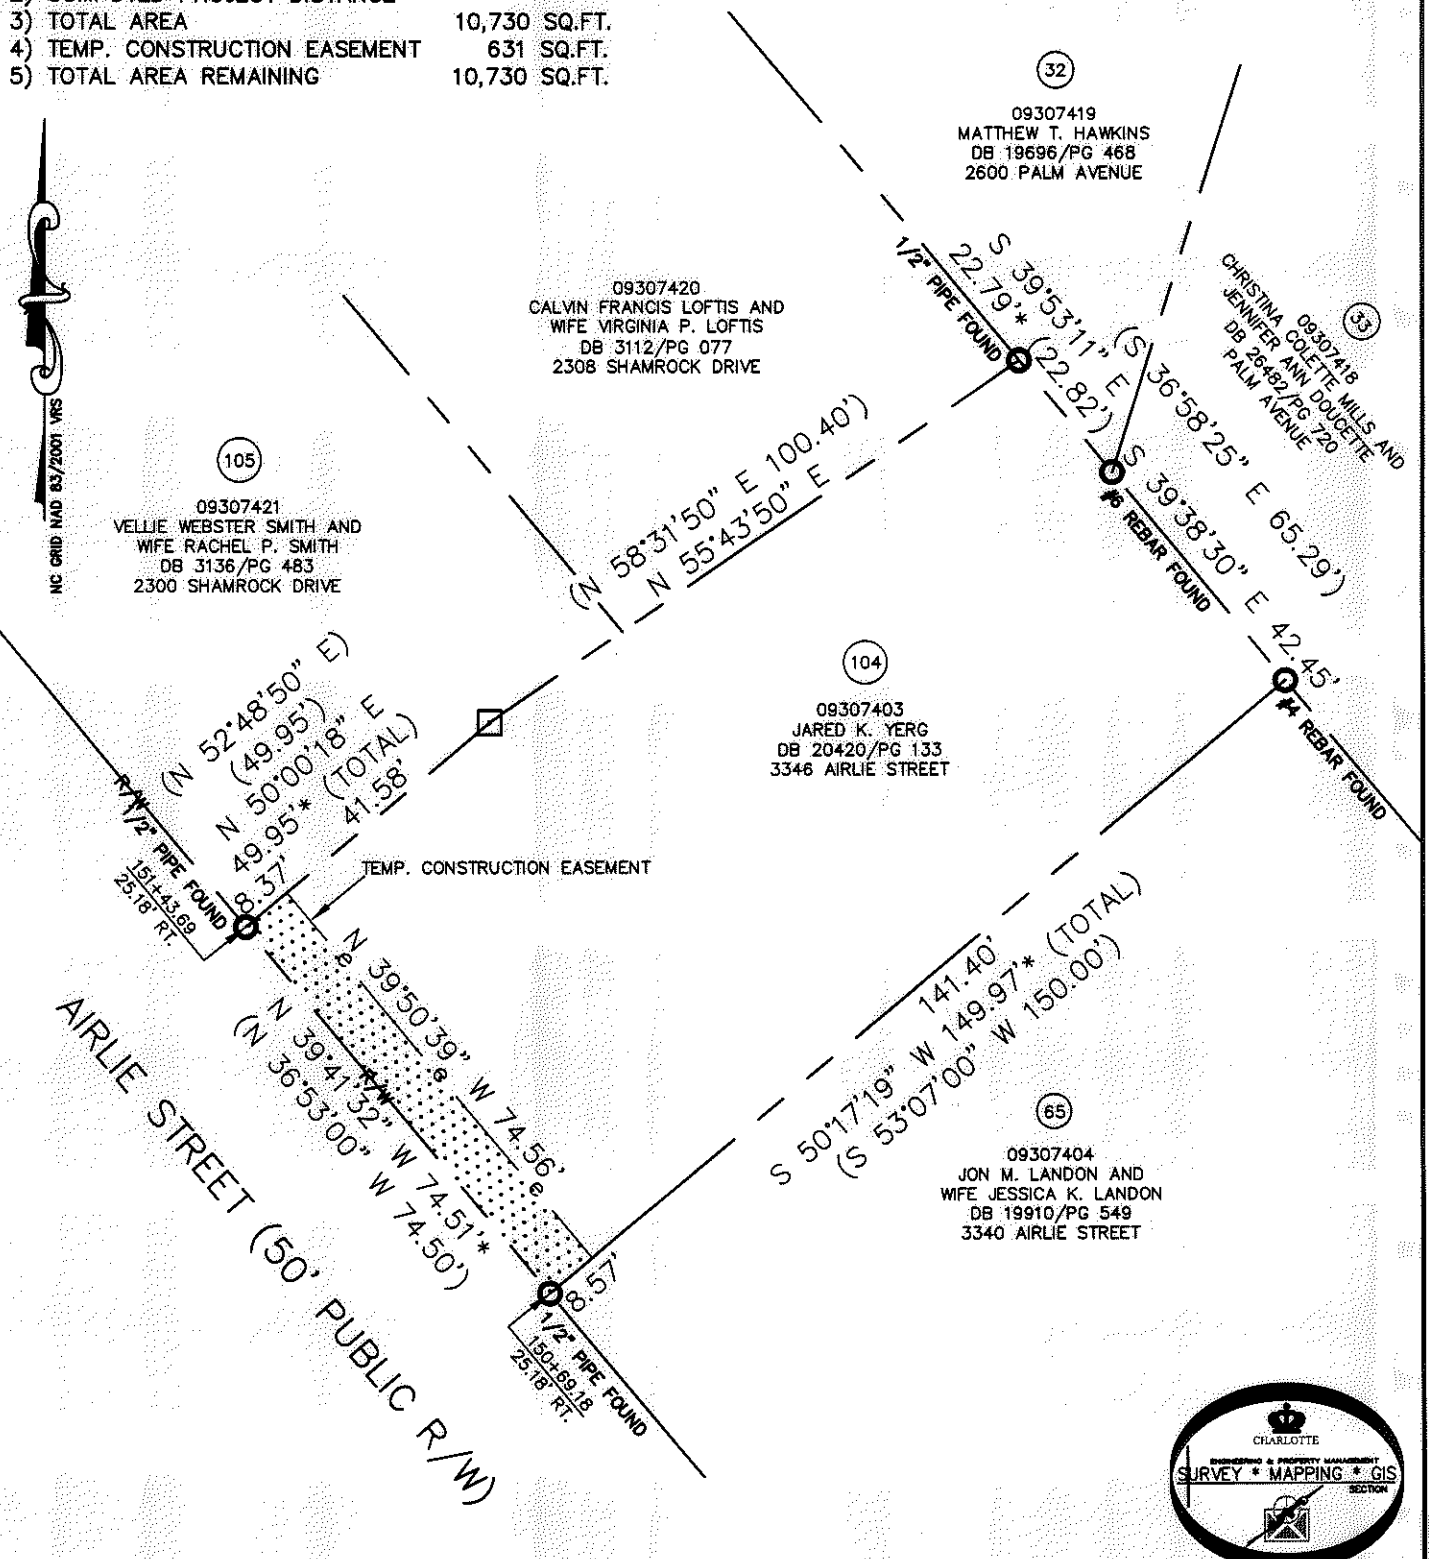 3) TOTAL AREA 10,730 SQ.FT.
4) TEMP. CONSTRUCTION EASEMENT 631 SQ.FT.
5) TOTAL AREA REMAINING 10,730 SQ.FT.
NC GRID NAD 83/2001 VRS
32
09307419
MATTHEW T. HAWKINS
DB 19696/PG 468
2600 PALM AVENUE
33
09307418
CHRISTINA COLETTE MILLS AND
JENNIFER ANN DOUCETTE
DB 26482/PG 720
PALM AVENUE
09307420
CALVIN FRANCIS LOFTIS AND
WIFE VIRGINIA P. LOFTIS
DB 3112/PG 077
2308 SHAMROCK DRIVE
1/2" PIPE FOUND
S 39°53'11" E
22.79'* (22.82')
(S 36°58'25" E 65.29')
S 39°38'30" E 42.45'
#6 REBAR FOUND
#4 REBAR FOUND
105
09307421
VELLIE WEBSTER SMITH AND
WIFE RACHEL P. SMITH
DB 3136/PG 483
2300 SHAMROCK DRIVE
(N 58°31'50" E 100.40')
N 55°43'50" E
104
09307403
JARED K. YERG
DB 20420/PG 133
3346 AIRLIE STREET
(N 52°48'50" E)
(49.95')
N 50°00'18" E
49.95'* (TOTAL)
41.58'
8.37'
R/W
1/2" PIPE FOUND
151+43.69
25.18' RT.
TEMP. CONSTRUCTION EASEMENT
N 39°50'39" W 74.56'
e
e
e
R/W
N 39°41'32" W 74.51'*
(N 36°53'00" W 74.50')
141.40'
S 50°17'19" W 149.97'* (TOTAL)
(S 53°07'00" W 150.00')
65
09307404
JON M. LANDON AND
WIFE JESSICA K. LANDON
DB 19910/PG 549
3340 AIRLIE STREET
8.57'
1/2" PIPE FOUND
150+69.18
25.18' RT.
AIRLIE STREET (50' PUBLIC R/W)
CHARLOTTE
ENGINEERING & PROPERTY MANAGEMENT
SURVEY * MAPPING * GIS
SECTION